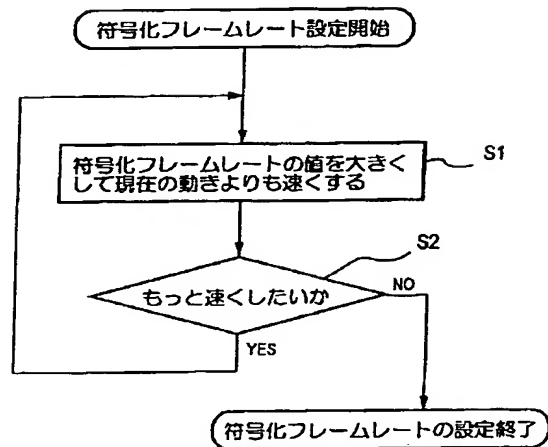 符号化フレームレート設定開始
符号化フレームレートの値を大きく
して現在の動きよりも速くする
S1
S2
もっと速くしたいか
NO
YES
符号化フレームレートの設定終了